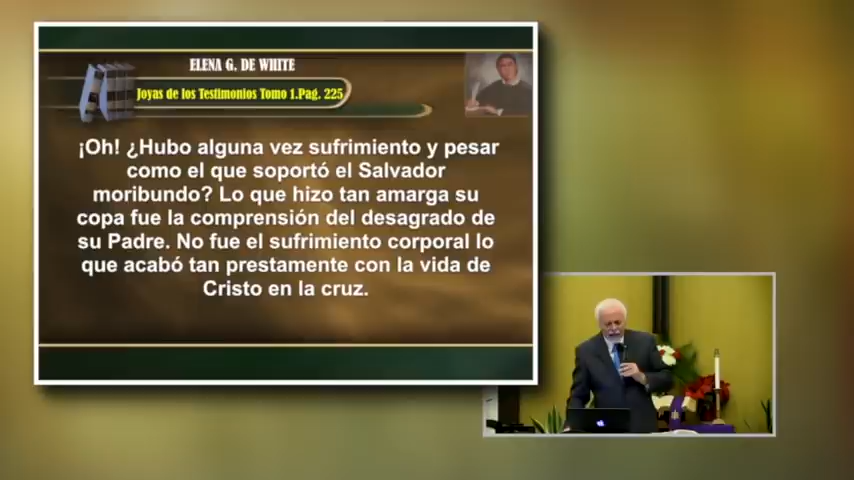 ELENA G. DE WHITE
Joyas de los Testimonios Tomo 1.Pag. 225
¡Oh! ¿Hubo alguna vez sufrimiento y pesar
como el que soportó el Salvador
moribundo? Lo que hizo tan amarga su
copa fue la comprensión del desagrado de
su Padre. No fue el sufrimiento corporal lo
que acabó tan prestamente con la vida de
Cristo en la cruz.